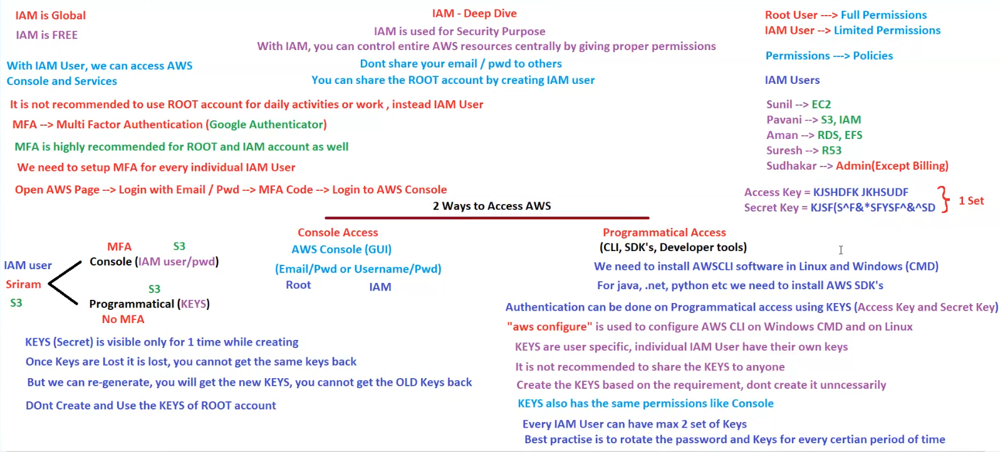 IAM is Global
IAM is FREE
With IAM User, we can access AWS
Console and Services
IAM - Deep Dive
IAM is used for Security Purpose
With IAM, you can control entire AWS resources centrally by giving proper permissions
Dont share your email / pwd to others
You can share the ROOT account by creating IAM user
Root User ---> Full Permissions
IAM User --> Limited Permissions
Permissions ---> Policies
IAM Users
Sunil --> EC2
Pavani --> S3, IAM
Aman --> RDS, EFS
Suresh --> R53
Sudhakar --> Admin(Except Billing)
It is not recommended to use ROOT account for daily activities or work , instead IAM User
MFA --> Multi Factor Authentication (Google Authenticator)
MFA is highly recommended for ROOT and IAM account as well
We need to setup MFA for every individual IAM User
Open AWS Page --> Login with Email / Pwd --> MFA Code --> Login to AWS Console
Access Key = KJSHDFK JKHSUDF
Secret Key = KJSF(S^F&*SFYSF^&^SD
1 Set
2 Ways to Access AWS
MFA S3
Console (IAM user/pwd)
IAM user
Sriram
S3
S3
Programmatical (KEYS)
No MFA
Console Access
AWS Console (GUI)
(Email/Pwd or Username/Pwd)
Root IAM
Programmatical Access
(CLI, SDK's, Developer tools)
We need to install AWSCLI software in Linux and Windows (CMD)
For java, .net, python etc we need to install AWS SDK's
Authentication can be done on Programmatical access using KEYS (Access Key and Secret Key)
"aws configure" is used to configure AWS CLI on Windows CMD and on Linux
KEYS are user specific, individual IAM User have their own keys
It is not recommended to share the KEYS to anyone
Create the KEYS based on the requirement, dont create it unncessarily
KEYS also has the same permissions like Console
Every IAM User can have max 2 set of Keys
Best practise is to rotate the password and Keys for every certian period of time
KEYS (Secret) is visible only for 1 time while creating
Once Keys are Lost it is lost, you cannot get the same keys back
But we can re-generate, you will get the new KEYS, you cannot get the OLD Keys back
DOnt Create and Use the KEYS of ROOT account